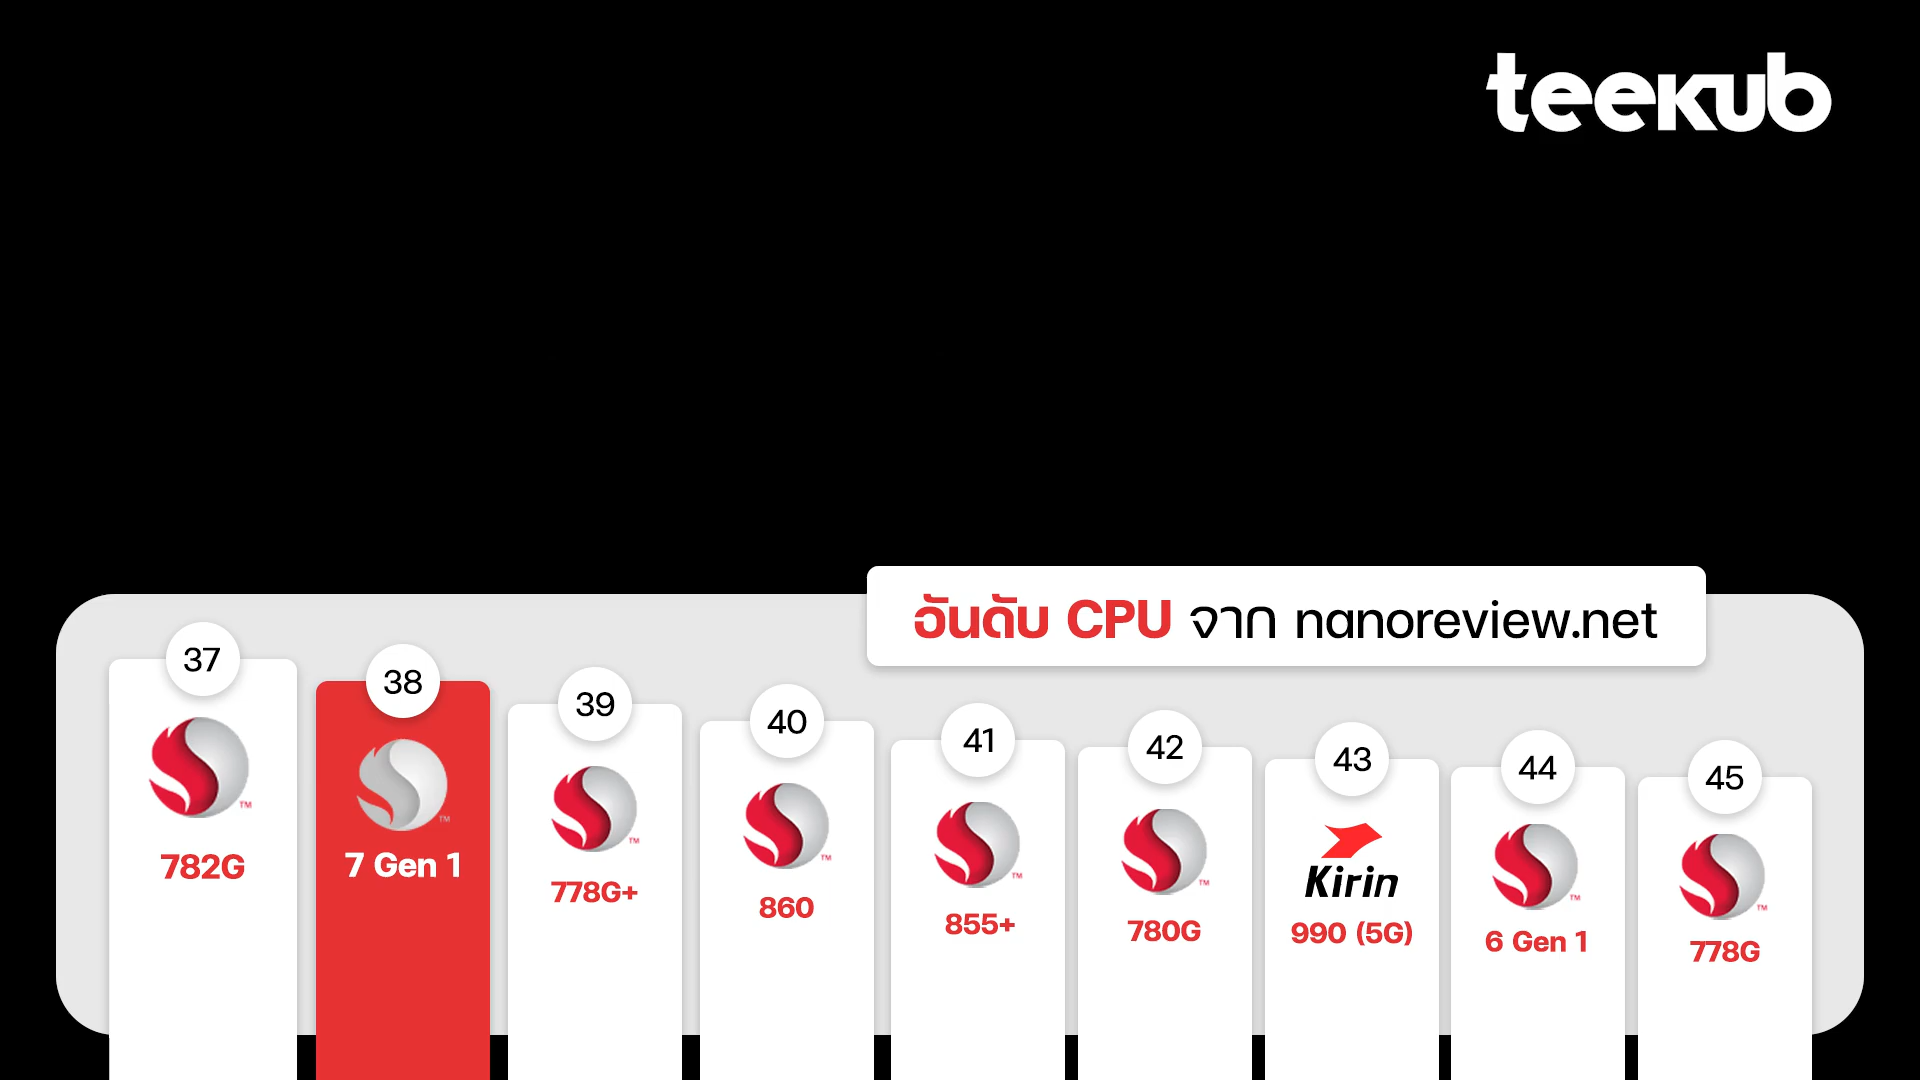 teekub
อันดับ CPU จาก nanoreview.net
37
782G
38
7 Gen 1
39
778G+
40
860
41
855+
42
780G
43
Kirin
990 (5G)
44
6 Gen 1
45
778G